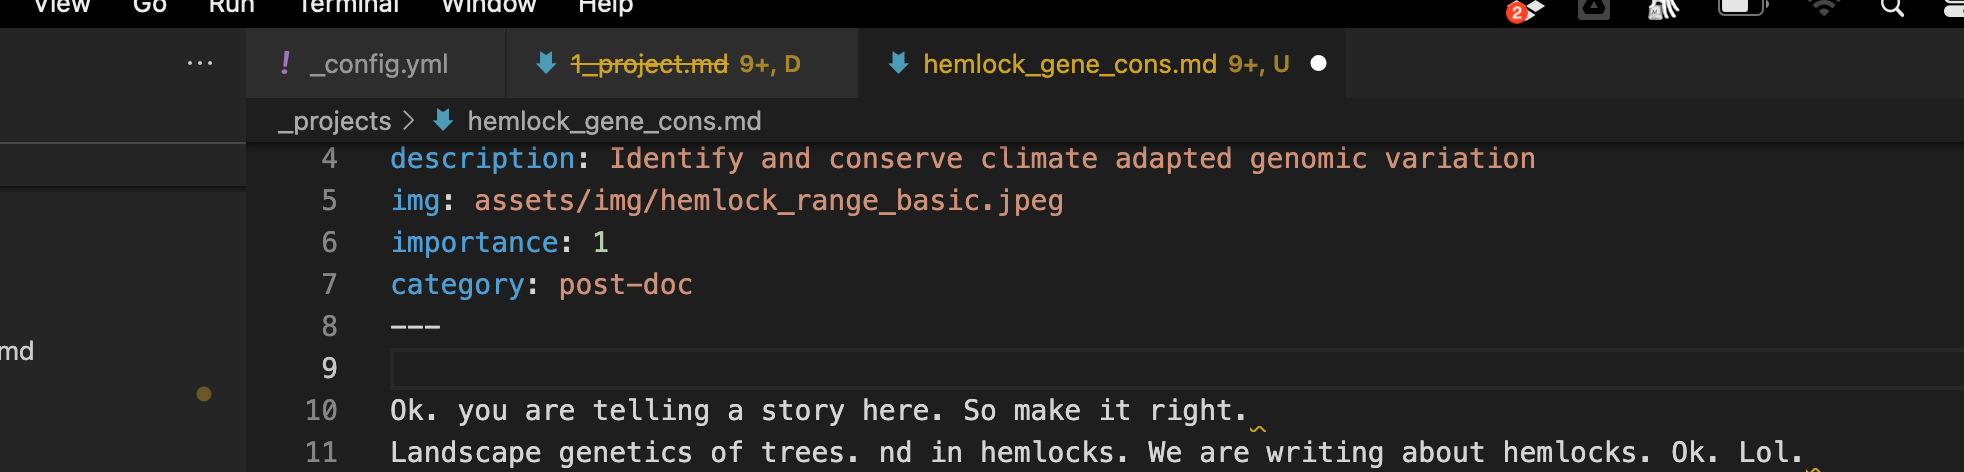 View Go Run Terminal Window Help 2
... ! _config.yml 1_project.md 9+, D hemlock_gene_cons.md 9+, U
_projects > hemlock_gene_cons.md
4 description: Identify and conserve climate adapted genomic variation
5 img: assets/img/hemlock_range_basic.jpeg
6 importance: 1
7 category: post-doc
8 ---
md
9
10 Ok. you are telling a story here. So make it right.
11 Landscape genetics of trees. nd in hemlocks. We are writing about hemlocks. Ok. Lol.